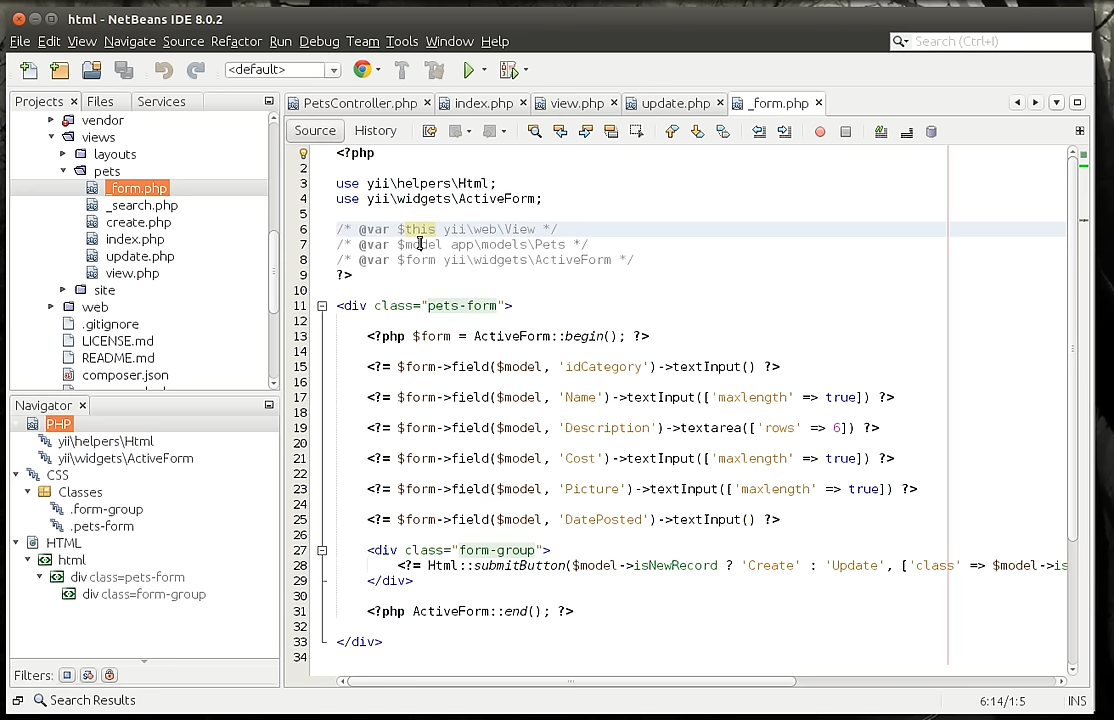 html - NetBeans IDE 8.0.2
File Edit View Navigate Source Refactor Run Debug Team Tools Window Help
Search (Ctrl+I)
<default>
Projects Files Services
vendor
views
layouts
pets
_form.php
_search.php
create.php
index.php
update.php
view.php
site
web
.gitignore
LICENSE.md
README.md
composer.json
Navigator
PHP
yii\helpers\Html
yii\widgets\ActiveForm
CSS
Classes
.form-group
.pets-form
HTML
html
div class=pets-form
div class=form-group
Filters:
PetsController.php index.php view.php update.php _form.php
Source History
<?php
2
3 use yii\helpers\Html;
4 use yii\widgets\ActiveForm;
5
6 /* @var $this yii\web\View */
7 /* @var $model app\models\Pets */
8 /* @var $form yii\widgets\ActiveForm */
9 ?>
10
11 <div class="pets-form">
12
13 <?php $form = ActiveForm::begin(); ?>
14
15 <?= $form->field($model, 'idCategory')->textInput() ?>
16
17 <?= $form->field($model, 'Name')->textInput(['maxlength' => true]) ?>
18
19 <?= $form->field($model, 'Description')->textarea(['rows' => 6]) ?>
20
21 <?= $form->field($model, 'Cost')->textInput(['maxlength' => true]) ?>
22
23 <?= $form->field($model, 'Picture')->textInput(['maxlength' => true]) ?>
24
25 <?= $form->field($model, 'DatePosted')->textInput() ?>
26
27 <div class="form-group">
28 <?= Html::submitButton($model->isNewRecord ? 'Create' : 'Update', ['class' => $model->is
29 </div>
30
31 <?php ActiveForm::end(); ?>
32
33 </div>
34
Search Results
6:14/1:5 INS